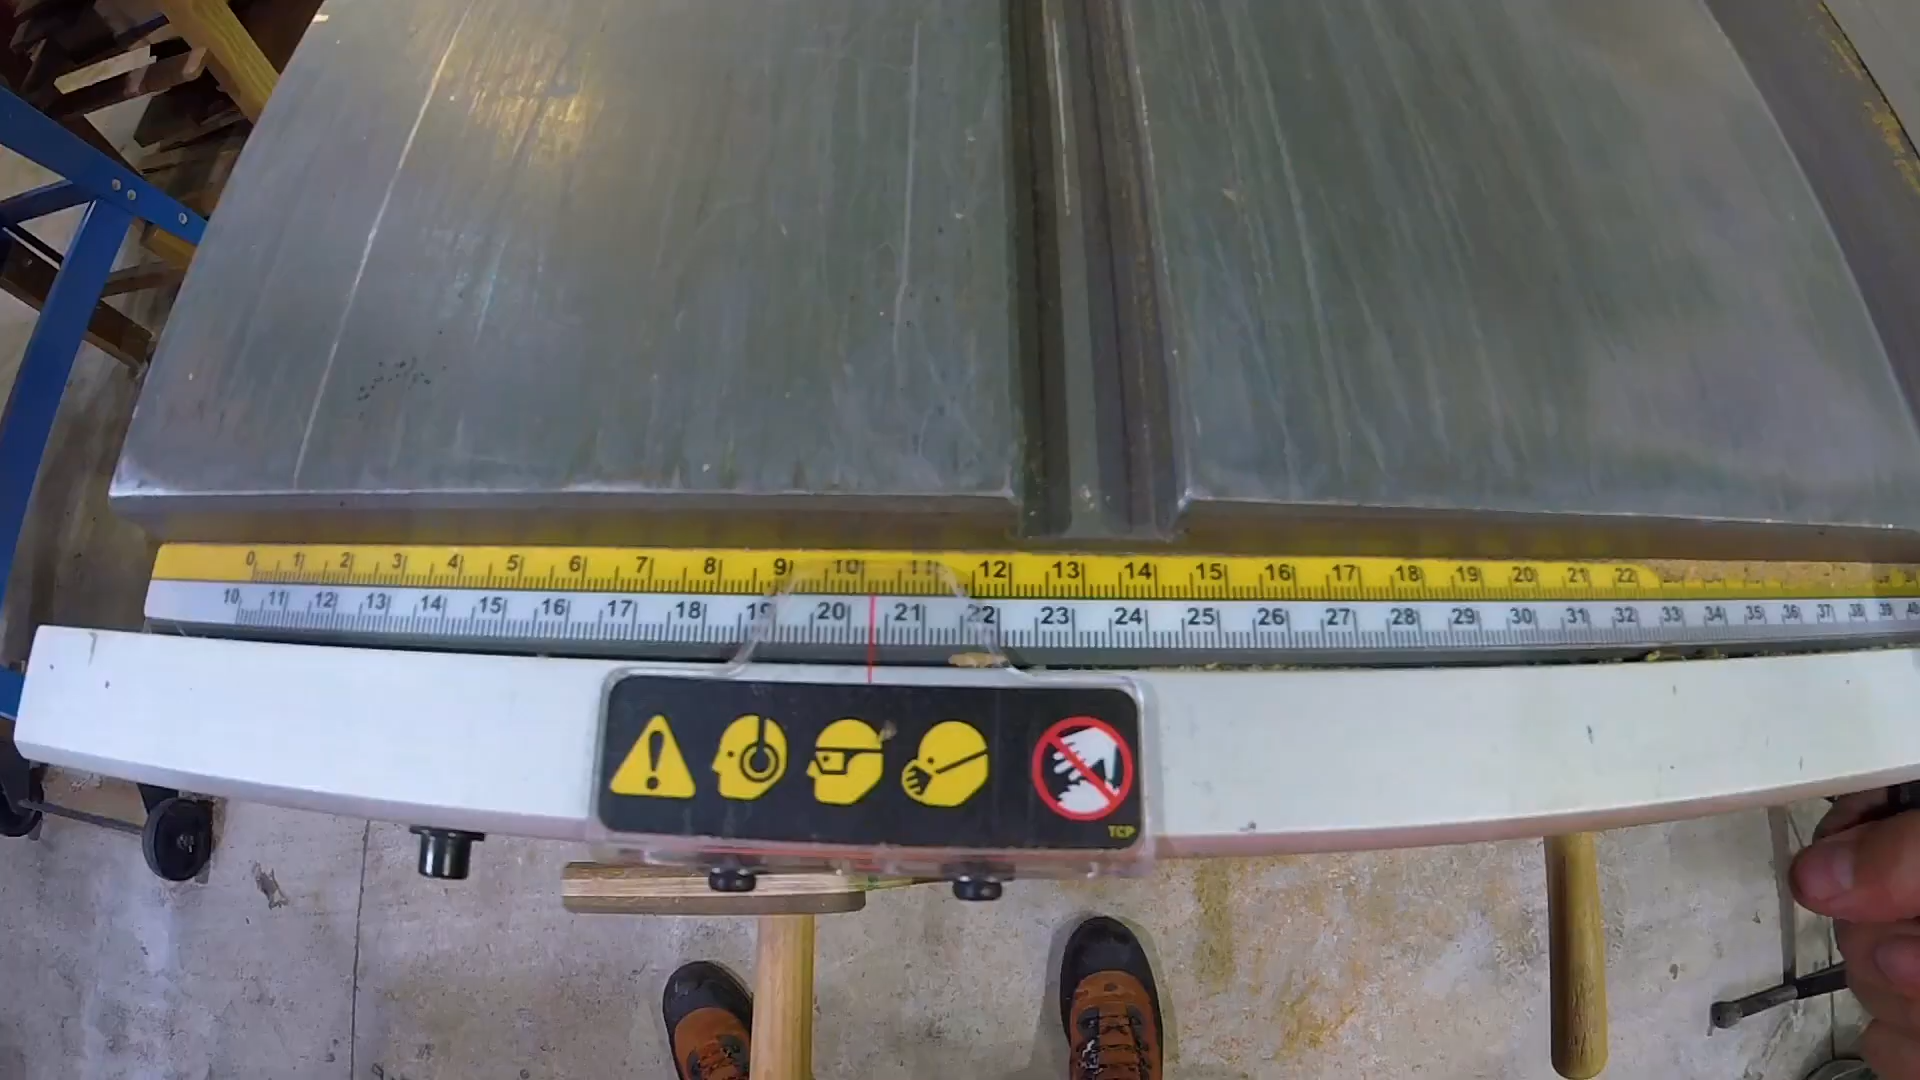 0 1 2 3 4 5 6 7 8 9 10 11 12 13 14 15 16 17 18 19 20 21 22
10 11 12 13 14 15 16 17 18 19 20 21 22 23 24 25 26 27 28 29 30 31 32 33 34 35 36 37 38 39 40
TCP